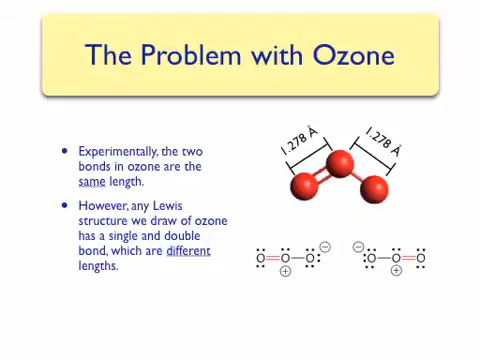 The Problem with Ozone
• Experimentally, the two
bonds in ozone are the
same length.
• However, any Lewis
structure we draw of ozone
has a single and double
bond, which are different
lengths.
1.278 Å
1.278 Å
O=O–O
O–O=O